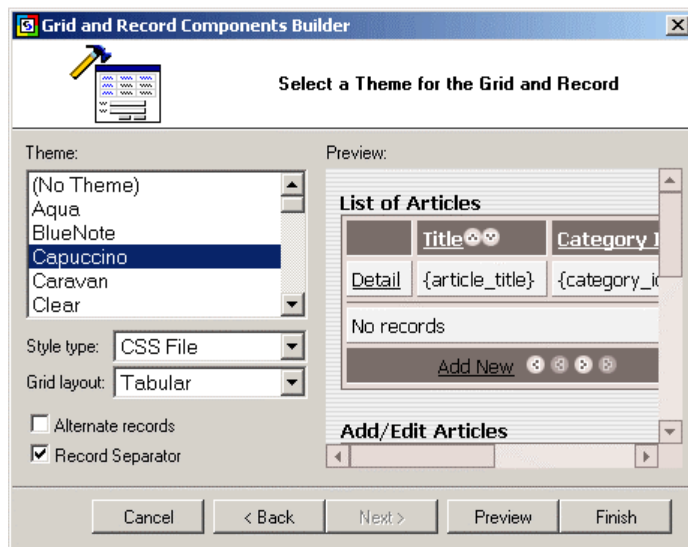 Grid and Record Components Builder
Select a Theme for the Grid and Record
Theme:
(No Theme)
Aqua
BlueNote
Capuccino
Caravan
Clear
Style type: CSS File
Grid layout: Tabular
Alternate records
Record Separator
Preview:
List of Articles
Title Category I
Detail {article_title} {category_id
No records
Add New
Add/Edit Articles
Cancel < Back Next > Preview Finish